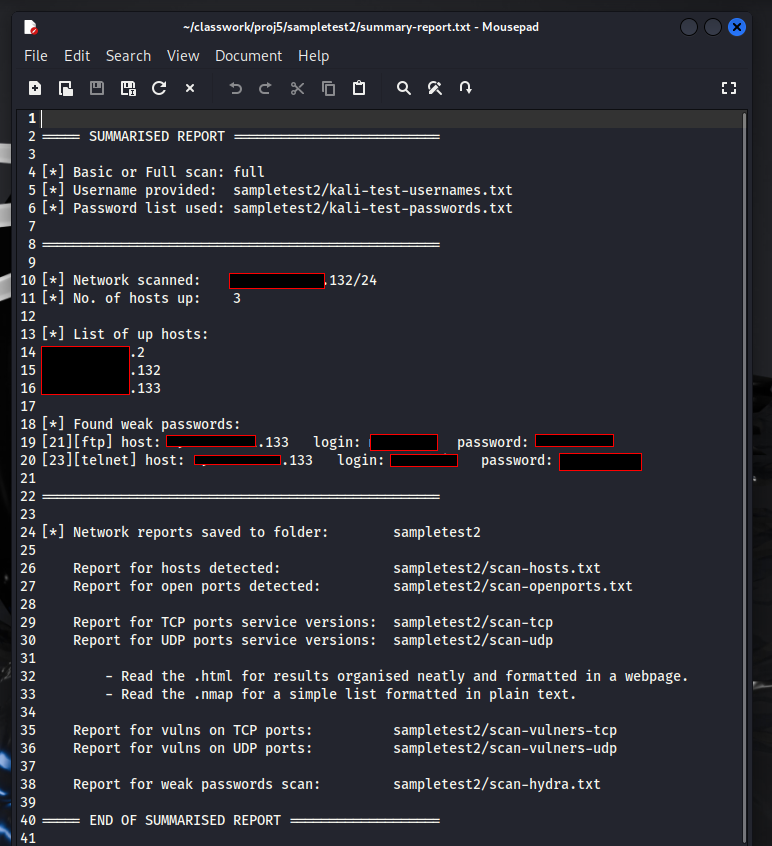 ~/classwork/proj5/sampletest2/summary-report.txt - Mousepad
File Edit Search View Document Help
1
2 ===== SUMMARISED REPORT ==========================
3
4 [*] Basic or Full scan: full
5 [*] Username provided:  sampletest2/kali-test-usernames.txt
6 [*] Password list used: sampletest2/kali-test-passwords.txt
7
8 ==================================================
9
10 [*] Network scanned:    .132/24
11 [*] No. of hosts up:    3
12
13 [*] List of up hosts:
14 .2
15 .132
16 .133
17
18 [*] Found weak passwords:
19 [21][ftp] host: .133   login:   password:
20 [23][telnet] host: .133   login:   password:
21
22 ==================================================
23
24 [*] Network reports saved to folder:        sampletest2
25
26     Report for hosts detected:              sampletest2/scan-hosts.txt
27     Report for open ports detected:         sampletest2/scan-openports.txt
28
29     Report for TCP ports service versions:  sampletest2/scan-tcp
30     Report for UDP ports service versions:  sampletest2/scan-udp
31
32         - Read the .html for results organised neatly and formatted in a webpage.
33         - Read the .nmap for a simple list formatted in plain text.
34
35     Report for vulns on TCP ports:          sampletest2/scan-vulners-tcp
36     Report for vulns on UDP ports:          sampletest2/scan-vulners-udp
37
38     Report for weak passwords scan:         sampletest2/scan-hydra.txt
39
40 ===== END OF SUMMARISED REPORT ===================
41